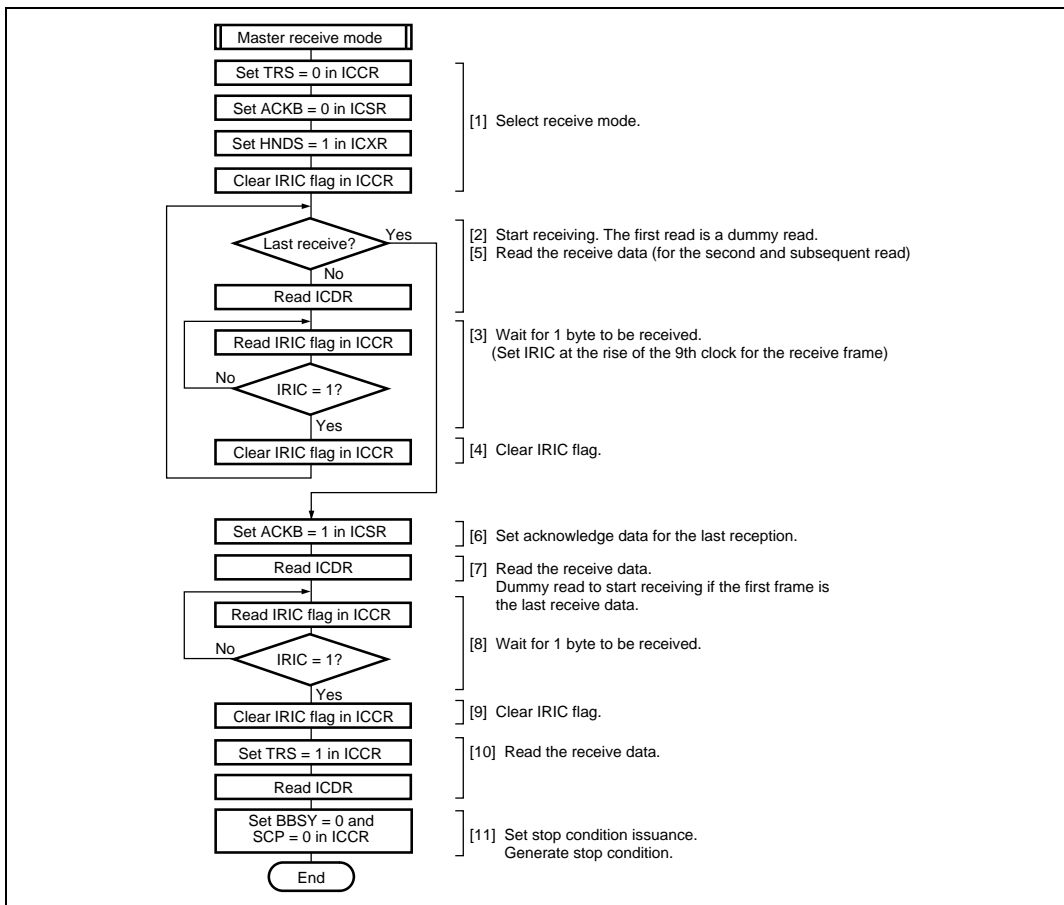 Master receive mode
Set TRS = 0 in ICCR
Set ACKB = 0 in ICSR
[1] Select receive mode.
Set HNDS = 1 in ICXR
Clear IRIC flag in ICCR
Last receive?
Yes
[2] Start receiving. The first read is a dummy read.
[5] Read the receive data (for the second and subsequent read)
No
Read ICDR
Read IRIC flag in ICCR
[3] Wait for 1 byte to be received.
(Set IRIC at the rise of the 9th clock for the receive frame)
No
IRIC = 1?
Yes
Clear IRIC flag in ICCR
[4] Clear IRIC flag.
Set ACKB = 1 in ICSR
[6] Set acknowledge data for the last reception.
Read ICDR
[7] Read the receive data.
Dummy read to start receiving if the first frame is
the last receive data.
Read IRIC flag in ICCR
[8] Wait for 1 byte to be received.
No
IRIC = 1?
Yes
Clear IRIC flag in ICCR
[9] Clear IRIC flag.
Set TRS = 1 in ICCR
[10] Read the receive data.
Read ICDR
Set BBSY = 0 and
SCP = 0 in ICCR
[11] Set stop condition issuance.
Generate stop condition.
End